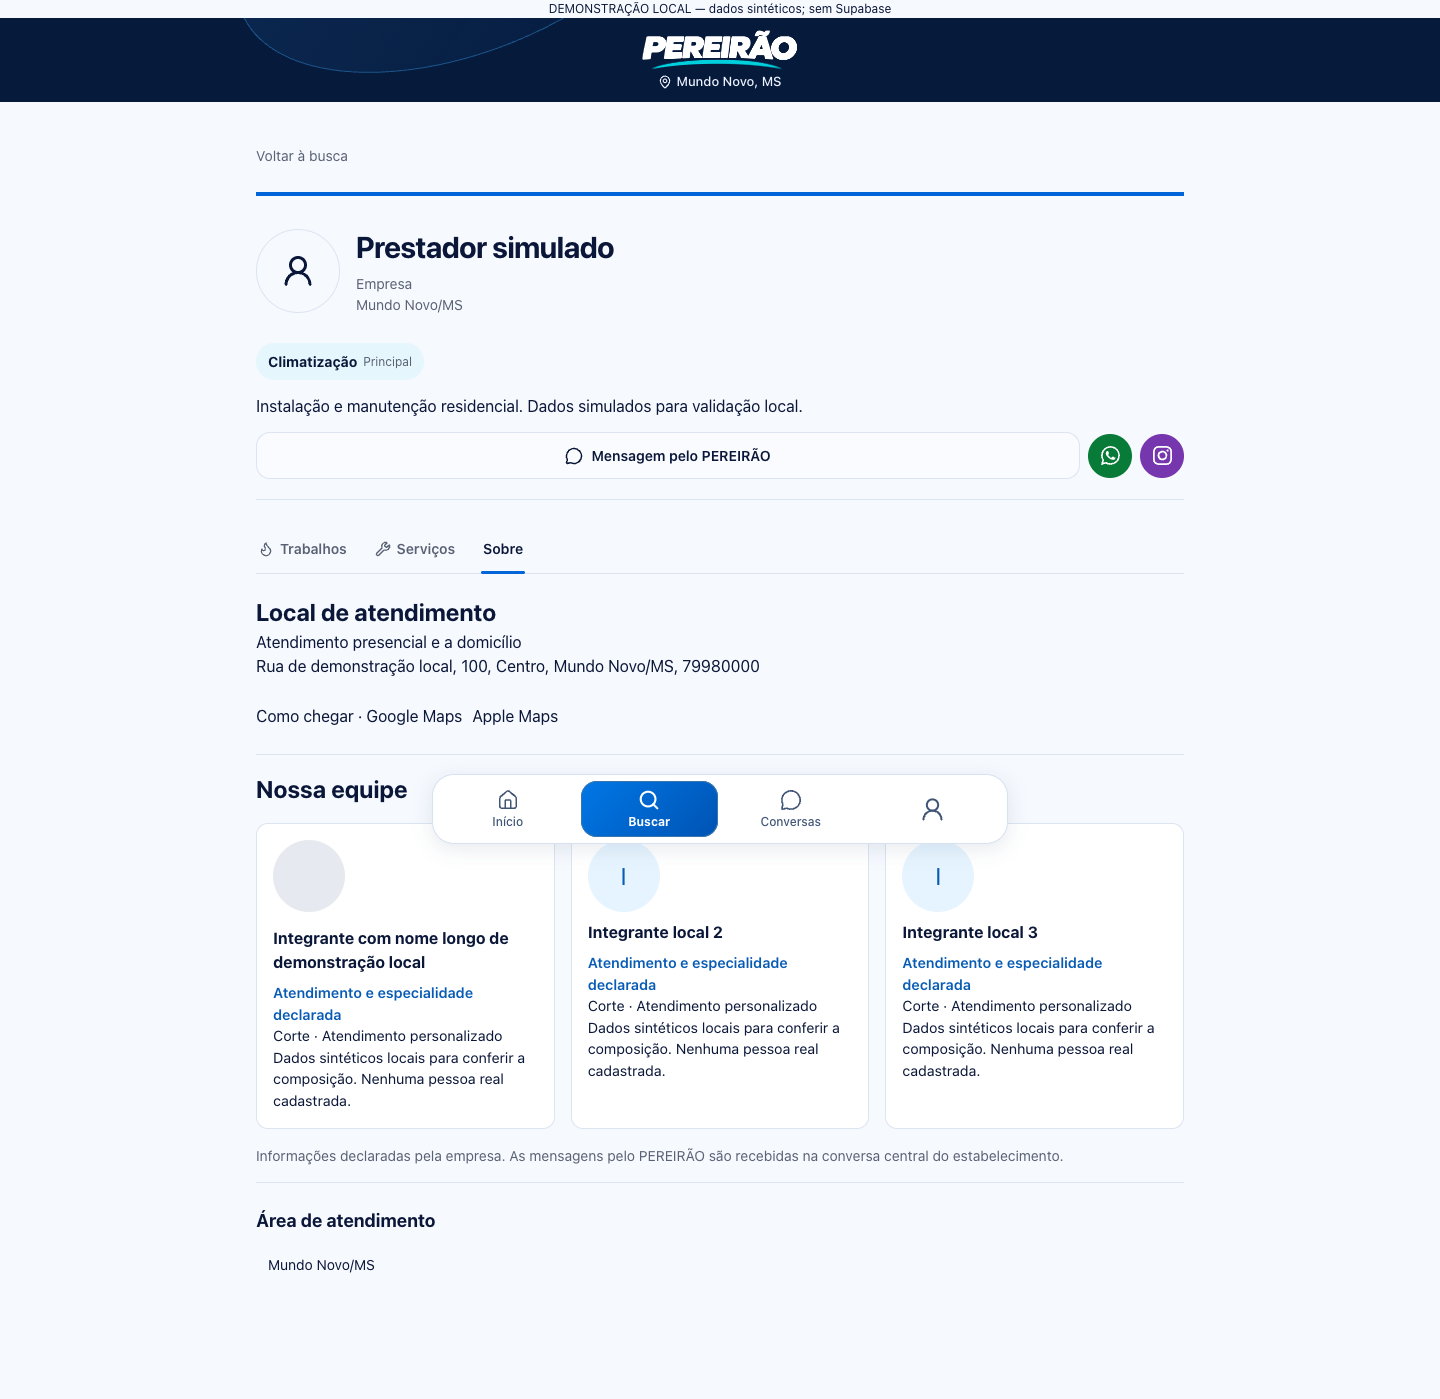 DEMONSTRAÇÃO LOCAL — dados sintéticos; sem Supabase
PEREIRÃO
Mundo Novo, MS
Voltar à busca
Prestador simulado
Empresa
Mundo Novo/MS
Climatização Principal
Instalação e manutenção residencial. Dados simulados para validação local.
Mensagem pelo PEREIRÃO
Trabalhos Serviços Sobre
Local de atendimento
Atendimento presencial e a domicílio
Rua de demonstração local, 100, Centro, Mundo Novo/MS, 79980000
Como chegar · Google Maps Apple Maps
Nossa equipe
Início Buscar Conversas
Integrante com nome longo de
demonstração local
Atendimento e especialidade
declarada
Corte · Atendimento personalizado
Dados sintéticos locais para conferir a
composição. Nenhuma pessoa real
cadastrada.
I
Integrante local 2
Atendimento e especialidade
declarada
Corte · Atendimento personalizado
Dados sintéticos locais para conferir a
composição. Nenhuma pessoa real
cadastrada.
I
Integrante local 3
Atendimento e especialidade
declarada
Corte · Atendimento personalizado
Dados sintéticos locais para conferir a
composição. Nenhuma pessoa real
cadastrada.
Informações declaradas pela empresa. As mensagens pelo PEREIRÃO são recebidas na conversa central do estabelecimento.
Área de atendimento
Mundo Novo/MS